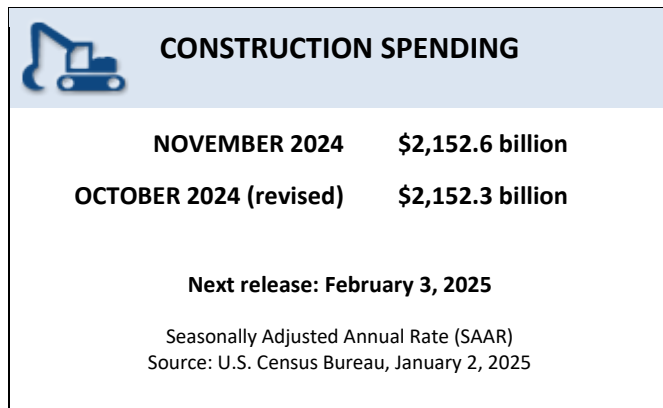 CONSTRUCTION SPENDING
NOVEMBER 2024 $2,152.6 billion
OCTOBER 2024 (revised) $2,152.3 billion
Next release: February 3, 2025
Seasonally Adjusted Annual Rate (SAAR)
Source: U.S. Census Bureau, January 2, 2025